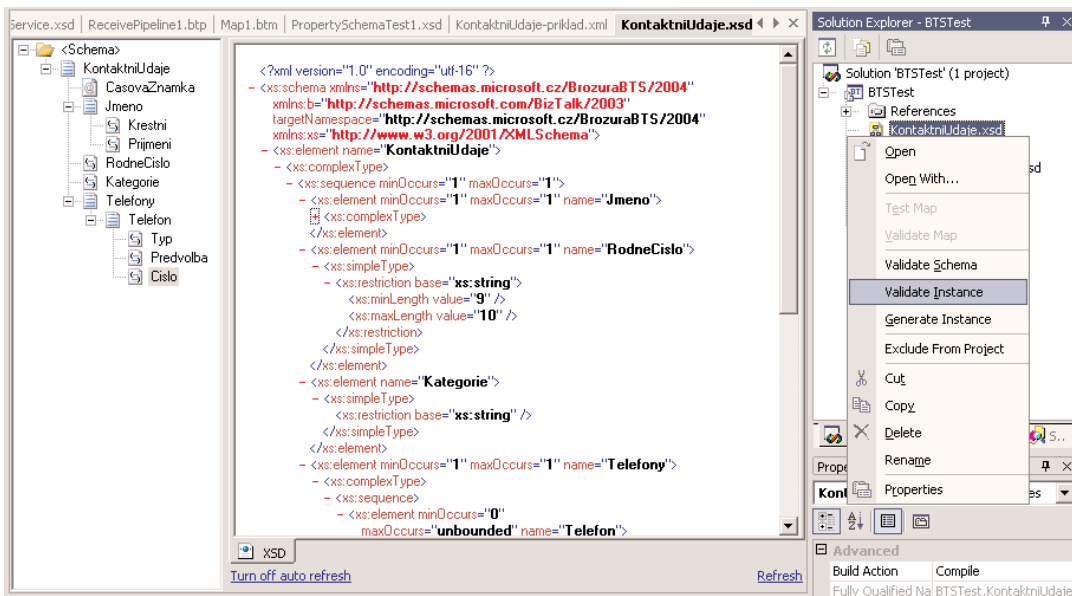 Service.xsd | ReceivePipeline1.btp | Map1.btm | PropertySchemaTest1.xsd | KontaktniUdaje-priklad.xml KontaktniUdaje.xsd
<Schema>
KontaktniUdaje
CasovaZnamka
Jmeno
Krestni
Prijmeni
RodneCislo
Kategorie
Telefony
Telefon
Typ
Predvolba
Cislo
<?xml version="1.0" encoding="utf-16" ?>
- <xs:schema xmlns="http://schemas.microsoft.cz/BrozuraBTS/2004"
xmlns:b="http://schemas.microsoft.com/BizTalk/2003"
targetNamespace="http://schemas.microsoft.cz/BrozuraBTS/2004"
xmlns:xs="http://www.w3.org/2001/XMLSchema">
- <xs:element name="KontaktniUdaje">
- <xs:complexType>
- <xs:sequence minOccurs="1" maxOccurs="1">
- <xs:element minOccurs="1" maxOccurs="1" name="Jmeno">
+ <xs:complexType>
</xs:element>
- <xs:element minOccurs="1" maxOccurs="1" name="RodneCislo">
- <xs:simpleType>
- <xs:restriction base="xs:string">
<xs:minLength value="9" />
<xs:maxLength value="10" />
</xs:restriction>
</xs:simpleType>
</xs:element>
- <xs:element name="Kategorie">
- <xs:simpleType>
<xs:restriction base="xs:string" />
</xs:simpleType>
</xs:element>
- <xs:element minOccurs="1" maxOccurs="1" name="Telefony">
- <xs:complexType>
- <xs:sequence>
- <xs:element minOccurs="0"
maxOccurs="unbounded" name="Telefon">
XSD
Turn off auto refresh
Refresh
Solution Explorer - BTSTest
Solution 'BTSTest' (1 project)
BTSTest
References
KontaktniUdaje.xsd
Open
Open With...
Test Map
Validate Map
Validate Schema
Validate Instance
Generate Instance
Exclude From Project
Cut
Copy
Delete
Rename
Properties
sd
S..
Prope
Kont
es
Advanced
Build Action Compile
Fully Qualified Na BTSTest.KontaktniUdaje